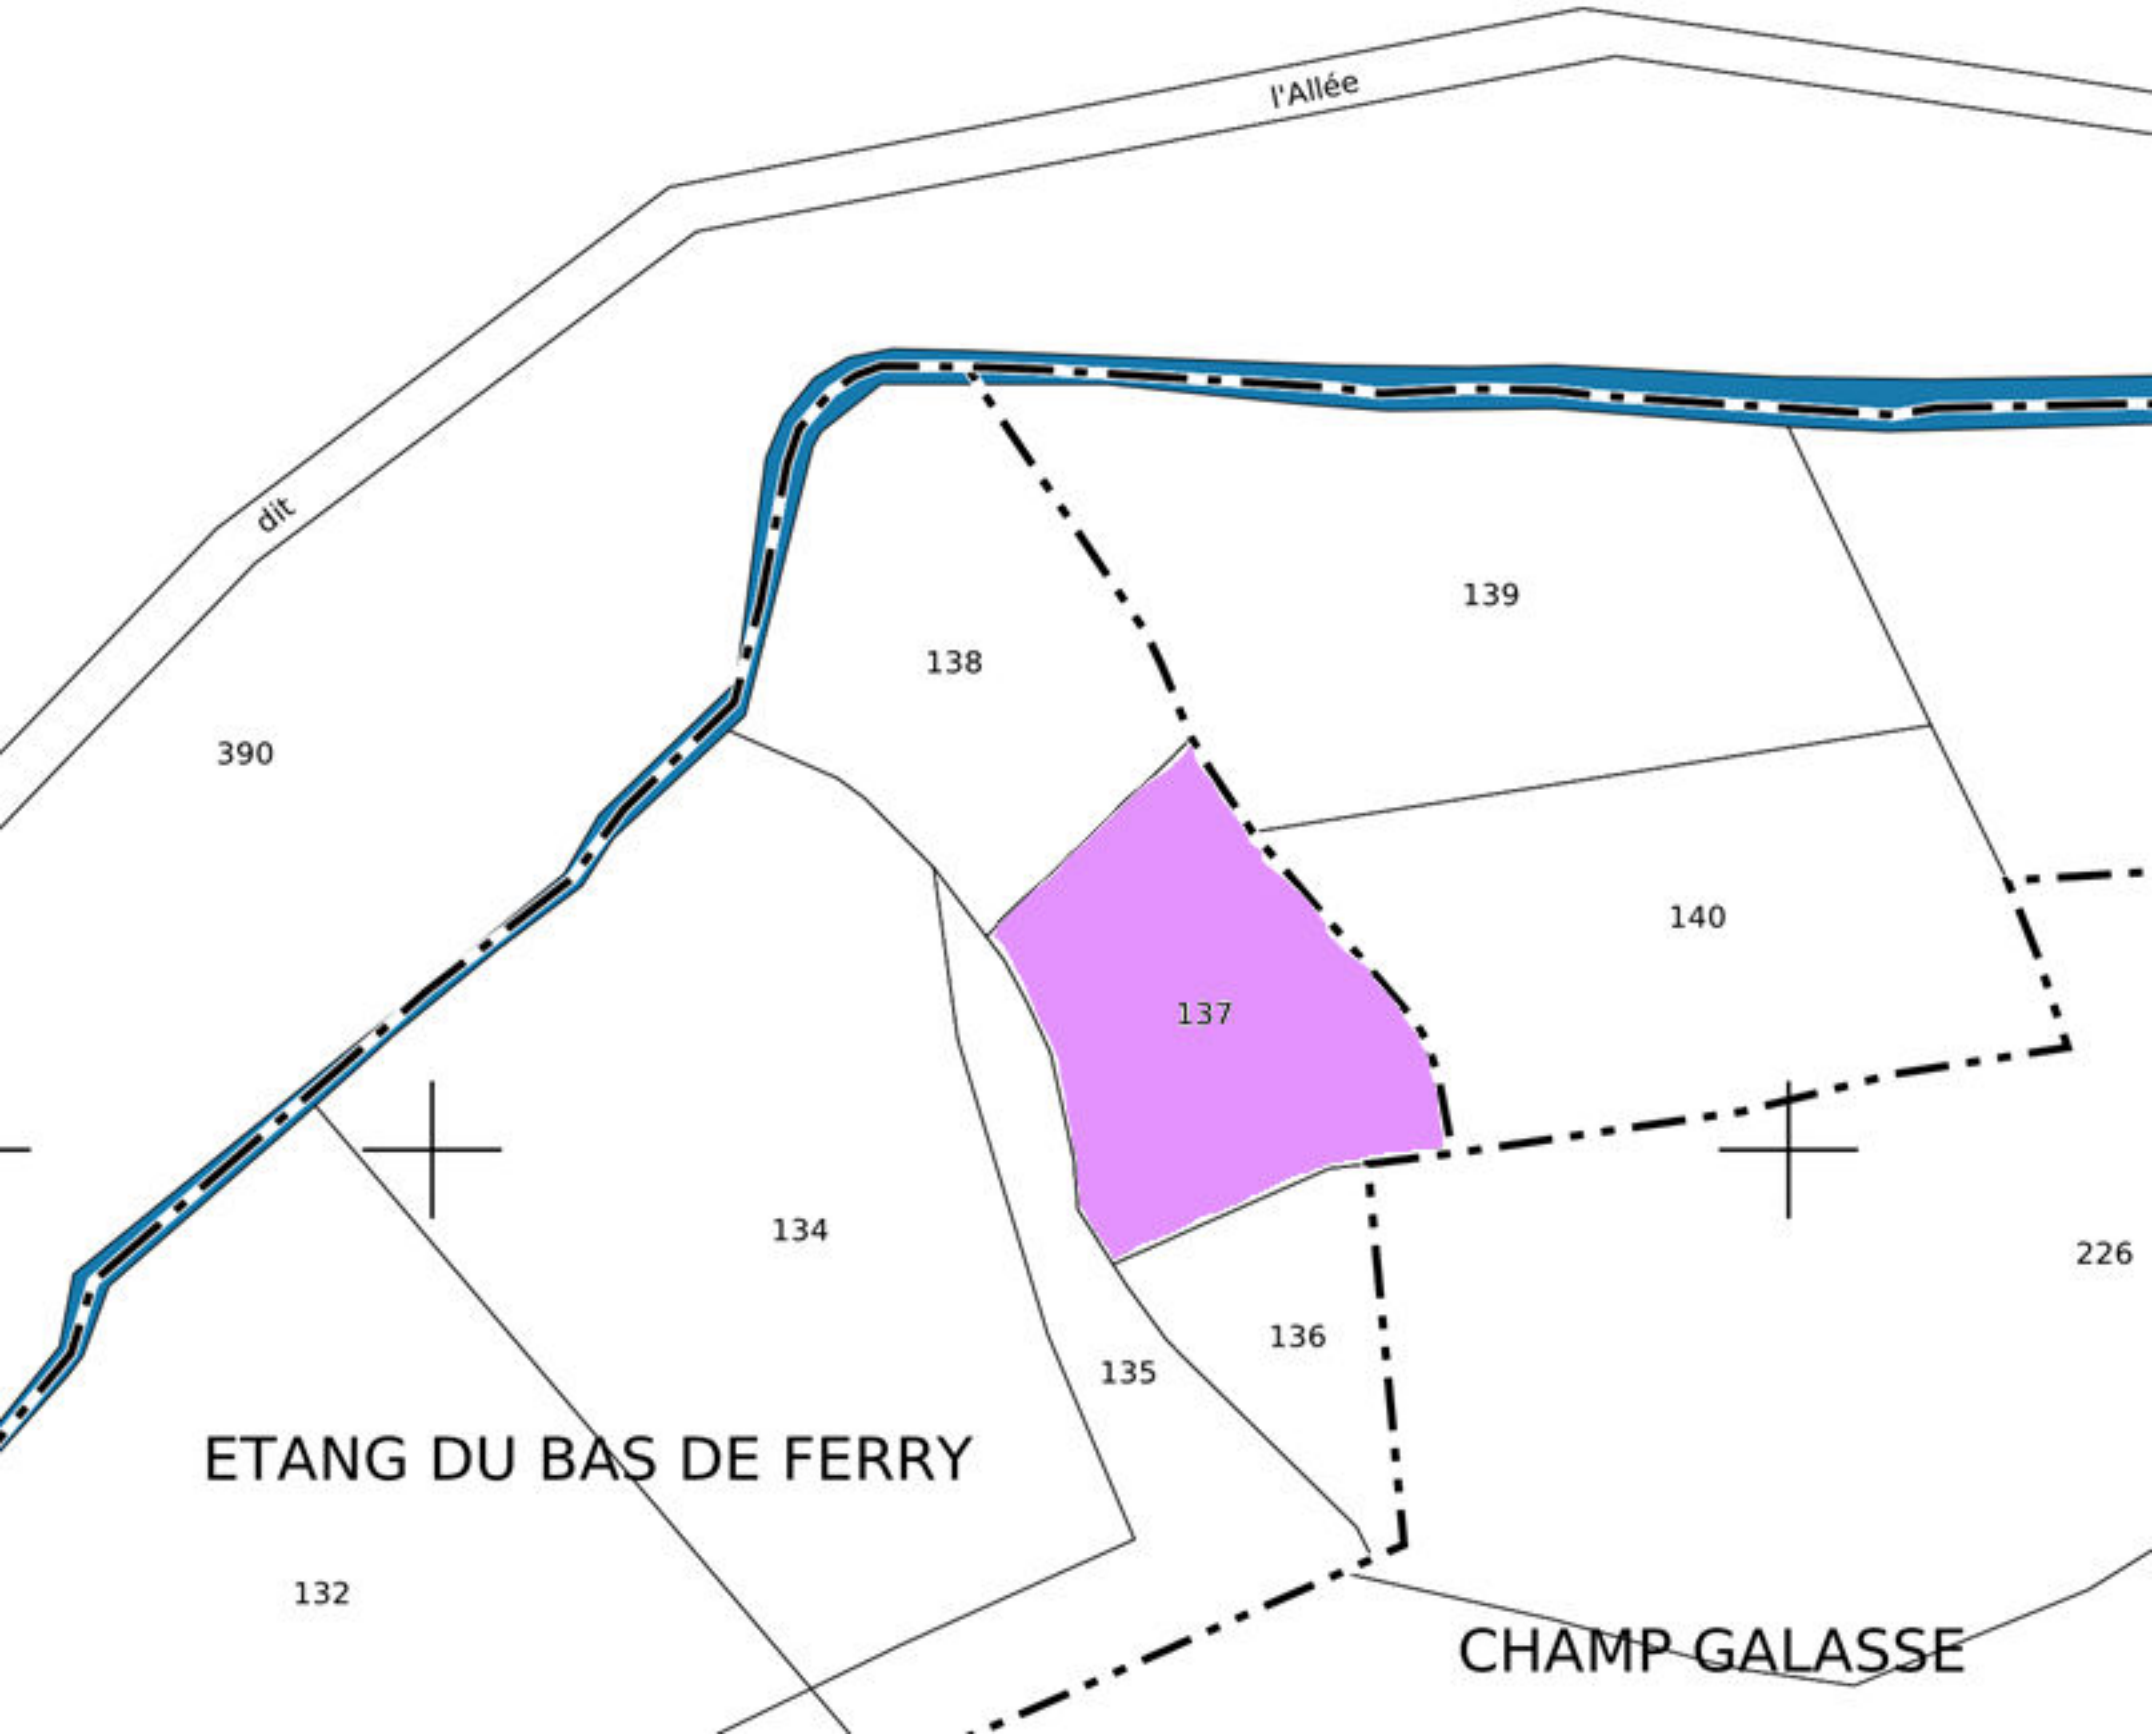 l'Allée
dit
139
138
390
140
137
134
226
136
135
ETANG DU BAS DE FERRY
132
CHAMP GALASSE